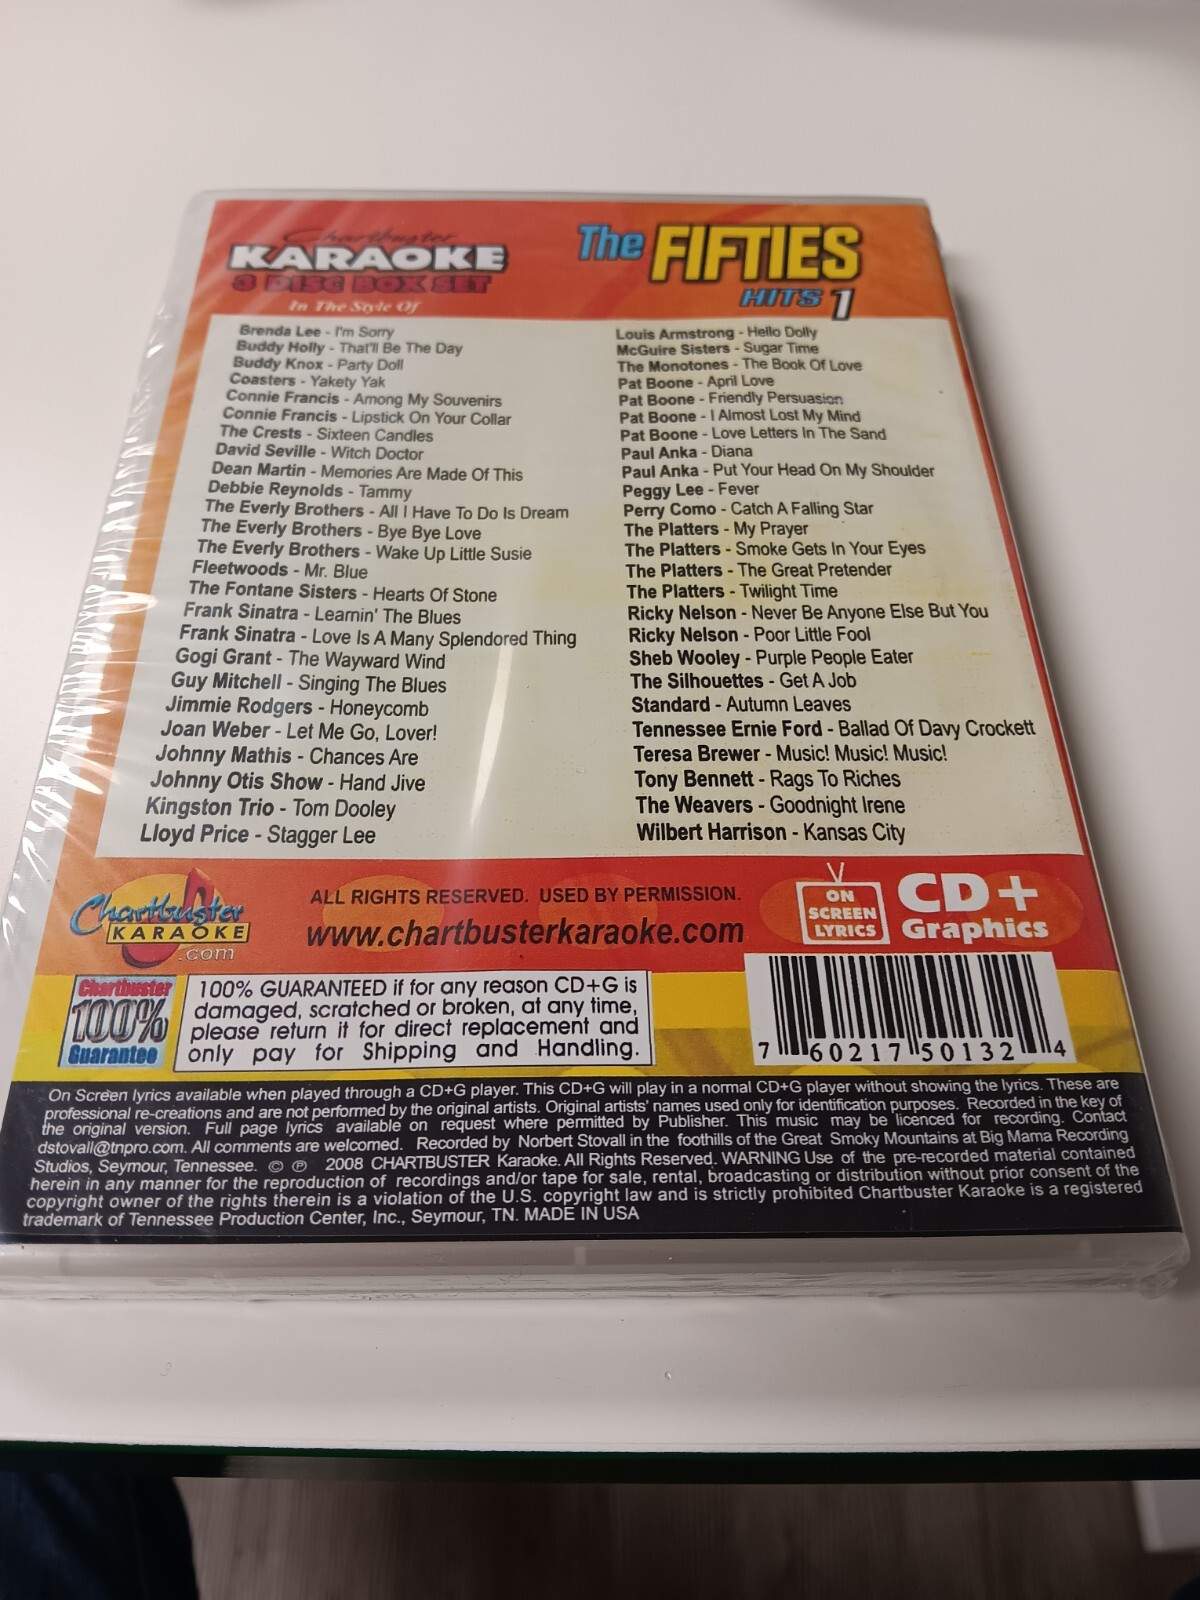 Chartbuster
KARAOKE
3 DISC BOX SET
In The Style Of
The FIFTIES
HITS 1
Brenda Lee - I'm Sorry
Buddy Holly - That'll Be The Day
Buddy Knox - Party Doll
Coasters - Yakety Yak
Connie Francis - Among My Souvenirs
Connie Francis - Lipstick On Your Collar
The Crests - Sixteen Candles
David Seville - Witch Doctor
Dean Martin - Memories Are Made Of This
Debbie Reynolds - Tammy
The Everly Brothers - All I Have To Do Is Dream
The Everly Brothers - Bye Bye Love
The Everly Brothers - Wake Up Little Susie
Fleetwoods - Mr. Blue
The Fontane Sisters - Hearts Of Stone
Frank Sinatra - Learnin' The Blues
Frank Sinatra - Love Is A Many Splendored Thing
Gogi Grant - The Wayward Wind
Guy Mitchell - Singing The Blues
Jimmie Rodgers - Honeycomb
Joan Weber - Let Me Go, Lover!
Johnny Mathis - Chances Are
Johnny Otis Show - Hand Jive
Kingston Trio - Tom Dooley
Lloyd Price - Stagger Lee
Louis Armstrong - Hello Dolly
McGuire Sisters - Sugar Time
The Monotones - The Book Of Love
Pat Boone - April Love
Pat Boone - Friendly Persuasion
Pat Boone - I Almost Lost My Mind
Pat Boone - Love Letters In The Sand
Paul Anka - Diana
Paul Anka - Put Your Head On My Shoulder
Peggy Lee - Fever
Perry Como - Catch A Falling Star
The Platters - My Prayer
The Platters - Smoke Gets In Your Eyes
The Platters - The Great Pretender
The Platters - Twilight Time
Ricky Nelson - Never Be Anyone Else But You
Ricky Nelson - Poor Little Fool
Sheb Wooley - Purple People Eater
The Silhouettes - Get A Job
Standard - Autumn Leaves
Tennessee Ernie Ford - Ballad Of Davy Crockett
Teresa Brewer - Music! Music! Music!
Tony Bennett - Rags To Riches
The Weavers - Goodnight Irene
Wilbert Harrison - Kansas City
Chartbuster
KARAOKE
.com
ALL RIGHTS RESERVED. USED BY PERMISSION.
www.chartbusterkaraoke.com
ON
SCREEN
LYRICS
CD+
Graphics
Chartbuster
100%
Guarantee
100% GUARANTEED if for any reason CD+G is
damaged, scratched or broken, at any time,
please return it for direct replacement and
only pay for Shipping and Handling.
7 60217 50132 4
On Screen lyrics available when played through a CD+G player. This CD+G will play in a normal CD+G player without showing the lyrics. These are
professional re-creations and are not performed by the original artists. Original artists' names used only for identification purposes. Recorded in the key of
the original version. Full page lyrics available on request where permitted by Publisher. This music may be licenced for recording. Contact
dstovall@tnpro.com. All comments are welcomed. Recorded by Norbert Stovall in the foothills of the Great Smoky Mountains at Big Mama Recording
Studios, Seymour, Tennessee. © ℗ 2008 CHARTBUSTER Karaoke. All Rights Reserved. WARNING Use of the pre-recorded material contained
herein in any manner for the reproduction of recordings and/or tape for sale, rental, broadcasting or distribution without prior consent of the
copyright owner of the rights therein is a violation of the U.S. copyright law and is strictly prohibited Chartbuster Karaoke is a registered
trademark of Tennessee Production Center, Inc., Seymour, TN. MADE IN USA